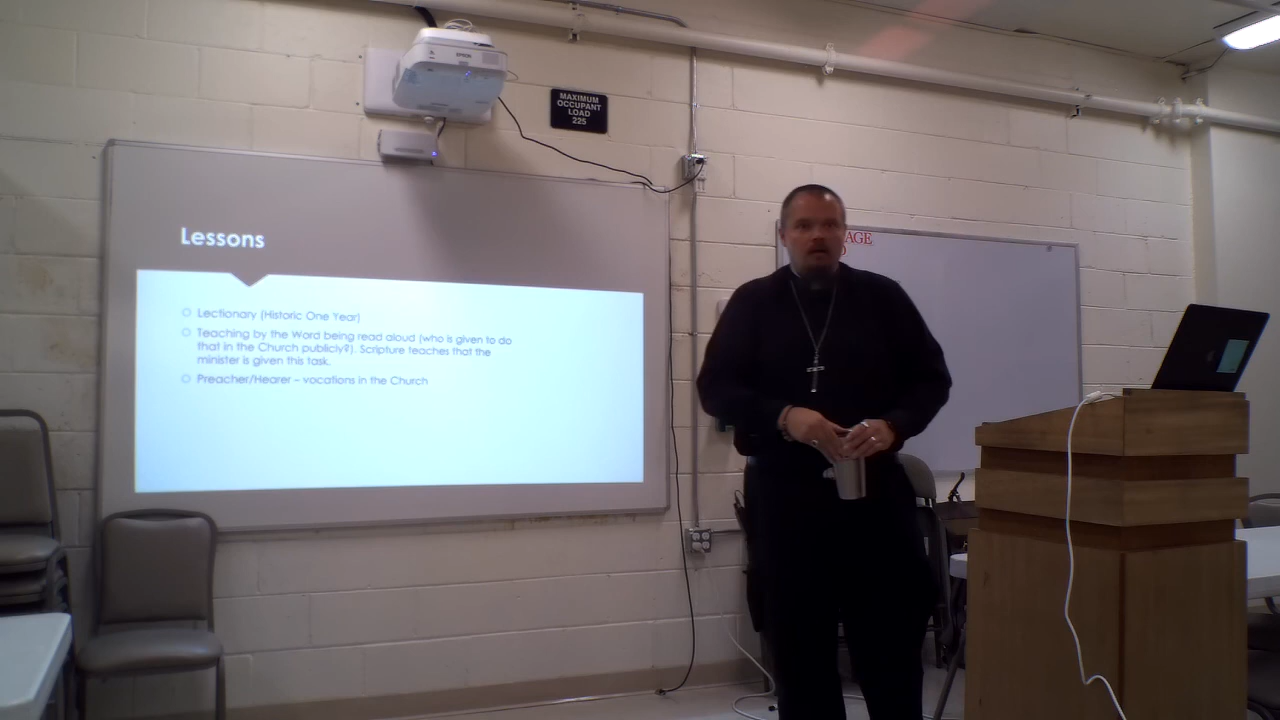 EPSON
MAXIMUM
OCCUPANT
LOAD
225
Lessons
Lectionary (Historic One Year)
Teaching by the Word being read aloud (who is given to do
that in the Church publicly?). Scripture teaches that the
minister is given this task.
Preacher/Hearer – vocations in the Church